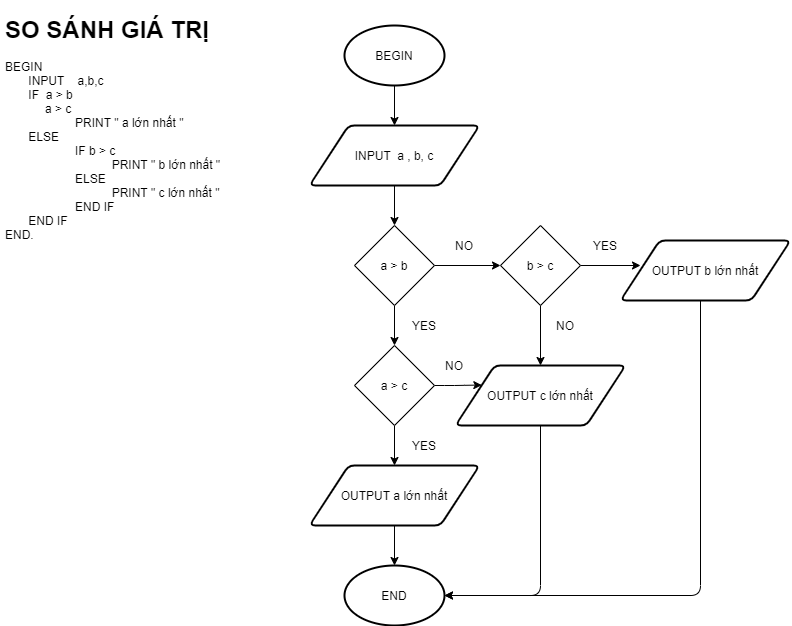 SO SÁNH GIÁ TRỊ
BEGIN
INPUT a,b,c
IF a > b
a > c
PRINT " a lớn nhất "
ELSE
IF b > c
PRINT " b lớn nhất "
ELSE
PRINT " c lớn nhất "
END IF
END IF
END.
BEGIN
INPUT a , b, c
a > b
NO
b > c
YES
OUTPUT b lớn nhất
YES
NO
a > c
NO
OUTPUT c lớn nhất
YES
OUTPUT a lớn nhất
END